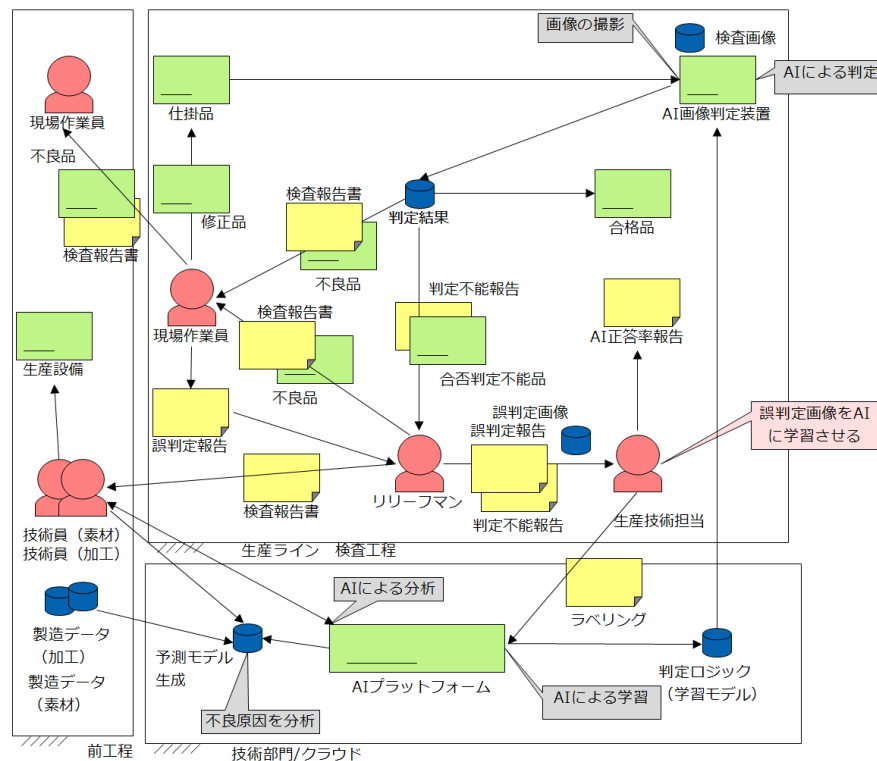 画像の撮影
検査画像
AIによる判定
AI画像判定装置
現場作業員
不良品
検査報告書
仕掛品
修正品
検査報告書
不良品
判定結果
合格品
現場作業員
検査報告書
不良品
判定不能報告
合否判定不能品
AI正答率報告
生産設備
誤判定報告
誤判定画像
誤判定報告
誤判定画像をAI
に学習させる
検査報告書
リリーフマン
判定不能報告
生産技術担当
技術員（素材）
技術員（加工）
生産ライン　検査工程
AIによる分析
ラベリング
製造データ
（加工）
製造データ
（素材）
予測モデル
生成
AIプラットフォーム
判定ロジック
（学習モデル）
AIによる学習
不良原因を分析
前工程
技術部門/クラウド